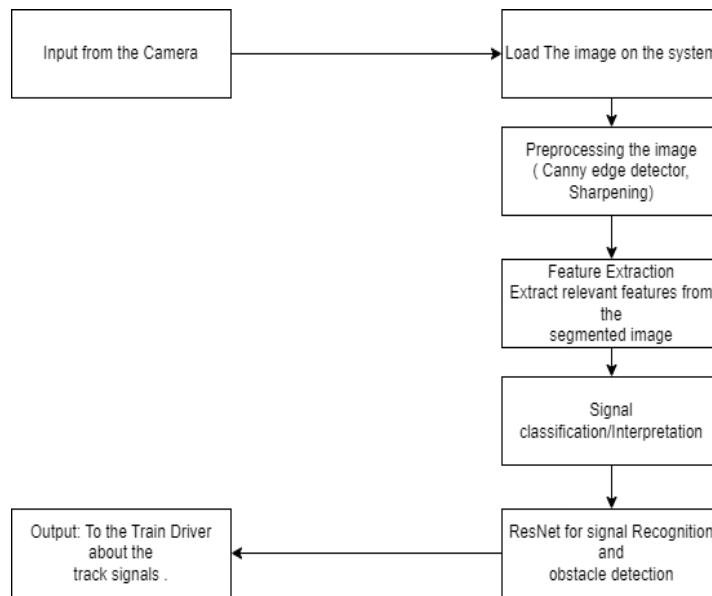 Input from the Camera
Load The image on the system
Preprocessing the image
( Canny edge detector,
Sharpening)
Feature Extraction
Extract relevant features from
the
segmented image
Signal
classification/Interpretation
ResNet for signal Recognition
and
obstacle detection
Output: To the Train Driver
about the
track signals .